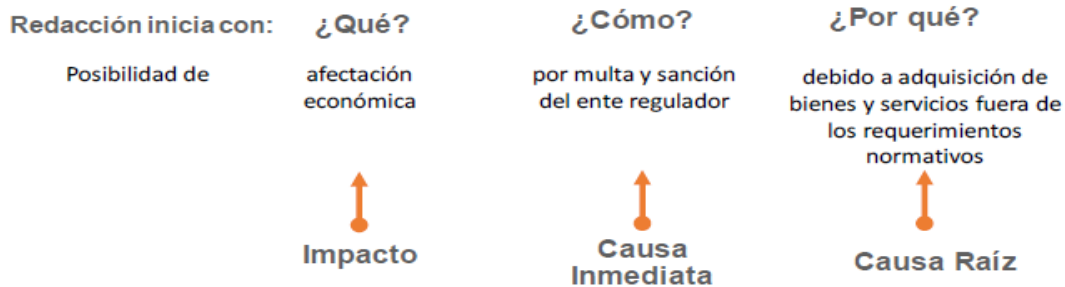 Redacción inicia con: ¿Qué? ¿Cómo? ¿Por qué?
Posibilidad de
afectación
económica
por multa y sanción
del ente regulador
debido a adquisición de
bienes y servicios fuera de
los requerimientos
normativos
Impacto
Causa
Inmediata
Causa Raíz